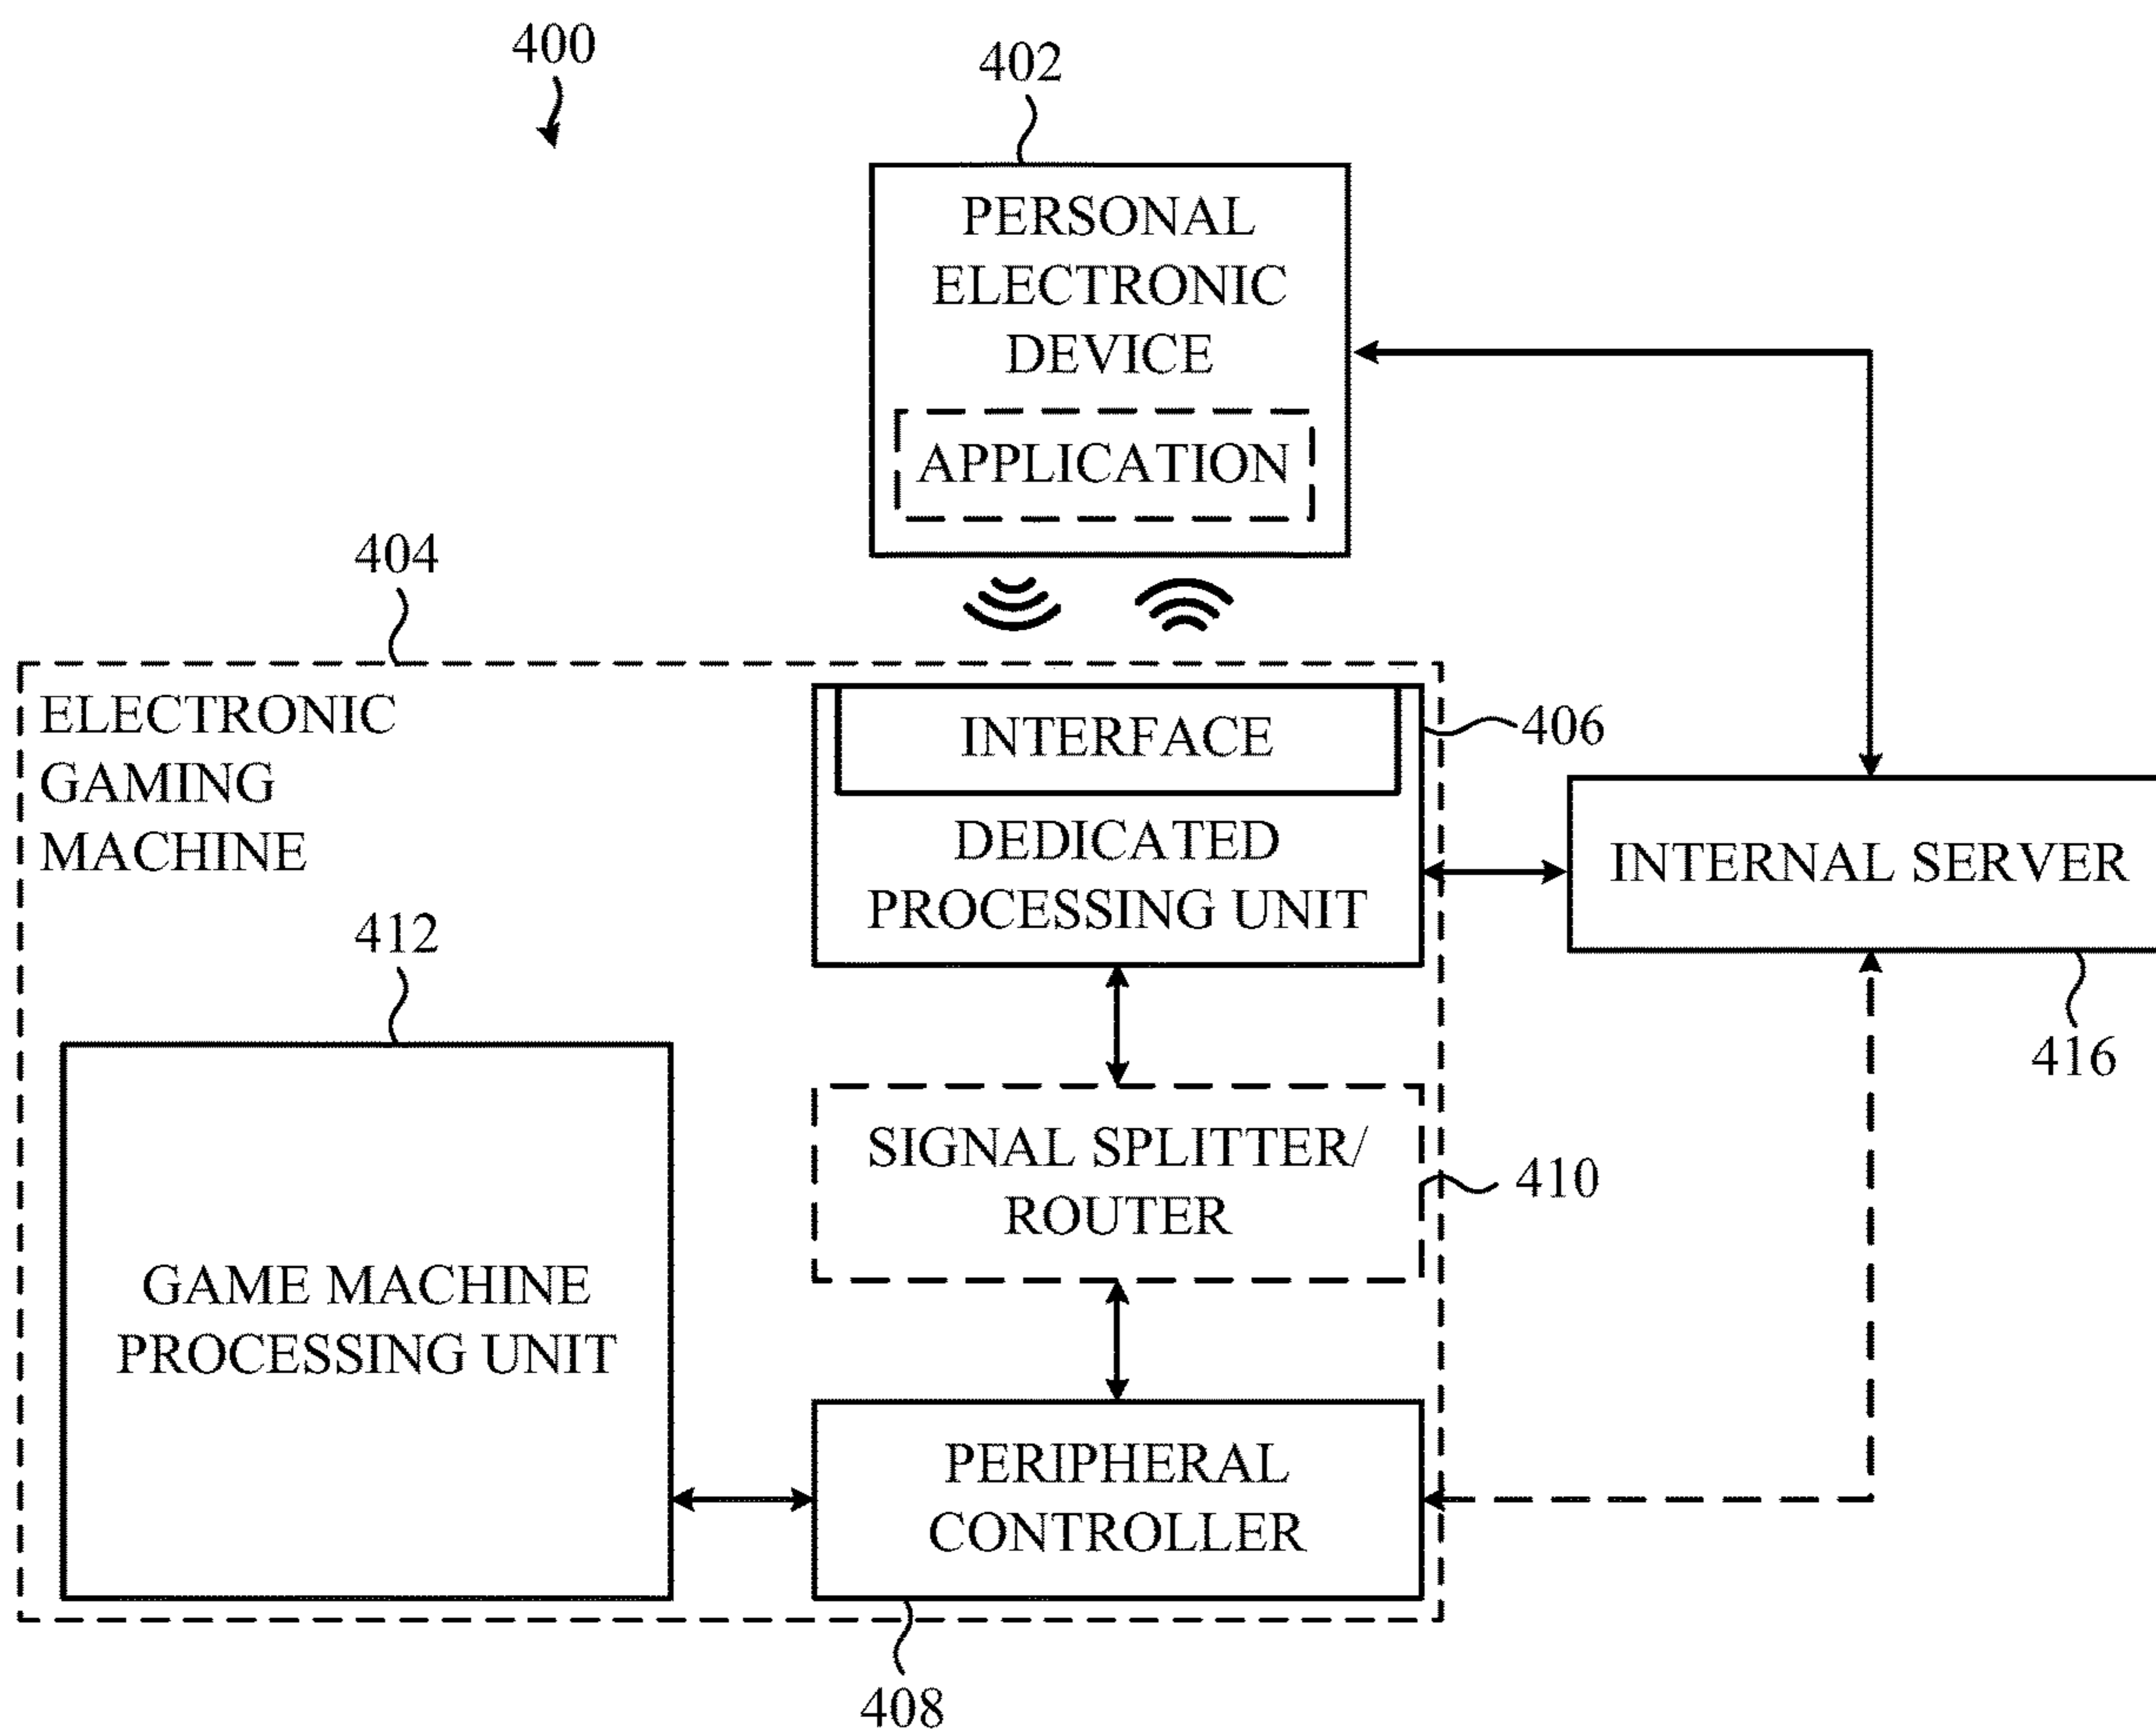 400
402
PERSONAL
ELECTRONIC
DEVICE
APPLICATION
404
ELECTRONIC
GAMING
MACHINE
INTERFACE
406
DEDICATED
PROCESSING UNIT
INTERNAL SERVER
416
412
GAME MACHINE
PROCESSING UNIT
SIGNAL SPLITTER/
ROUTER
410
PERIPHERAL
CONTROLLER
408